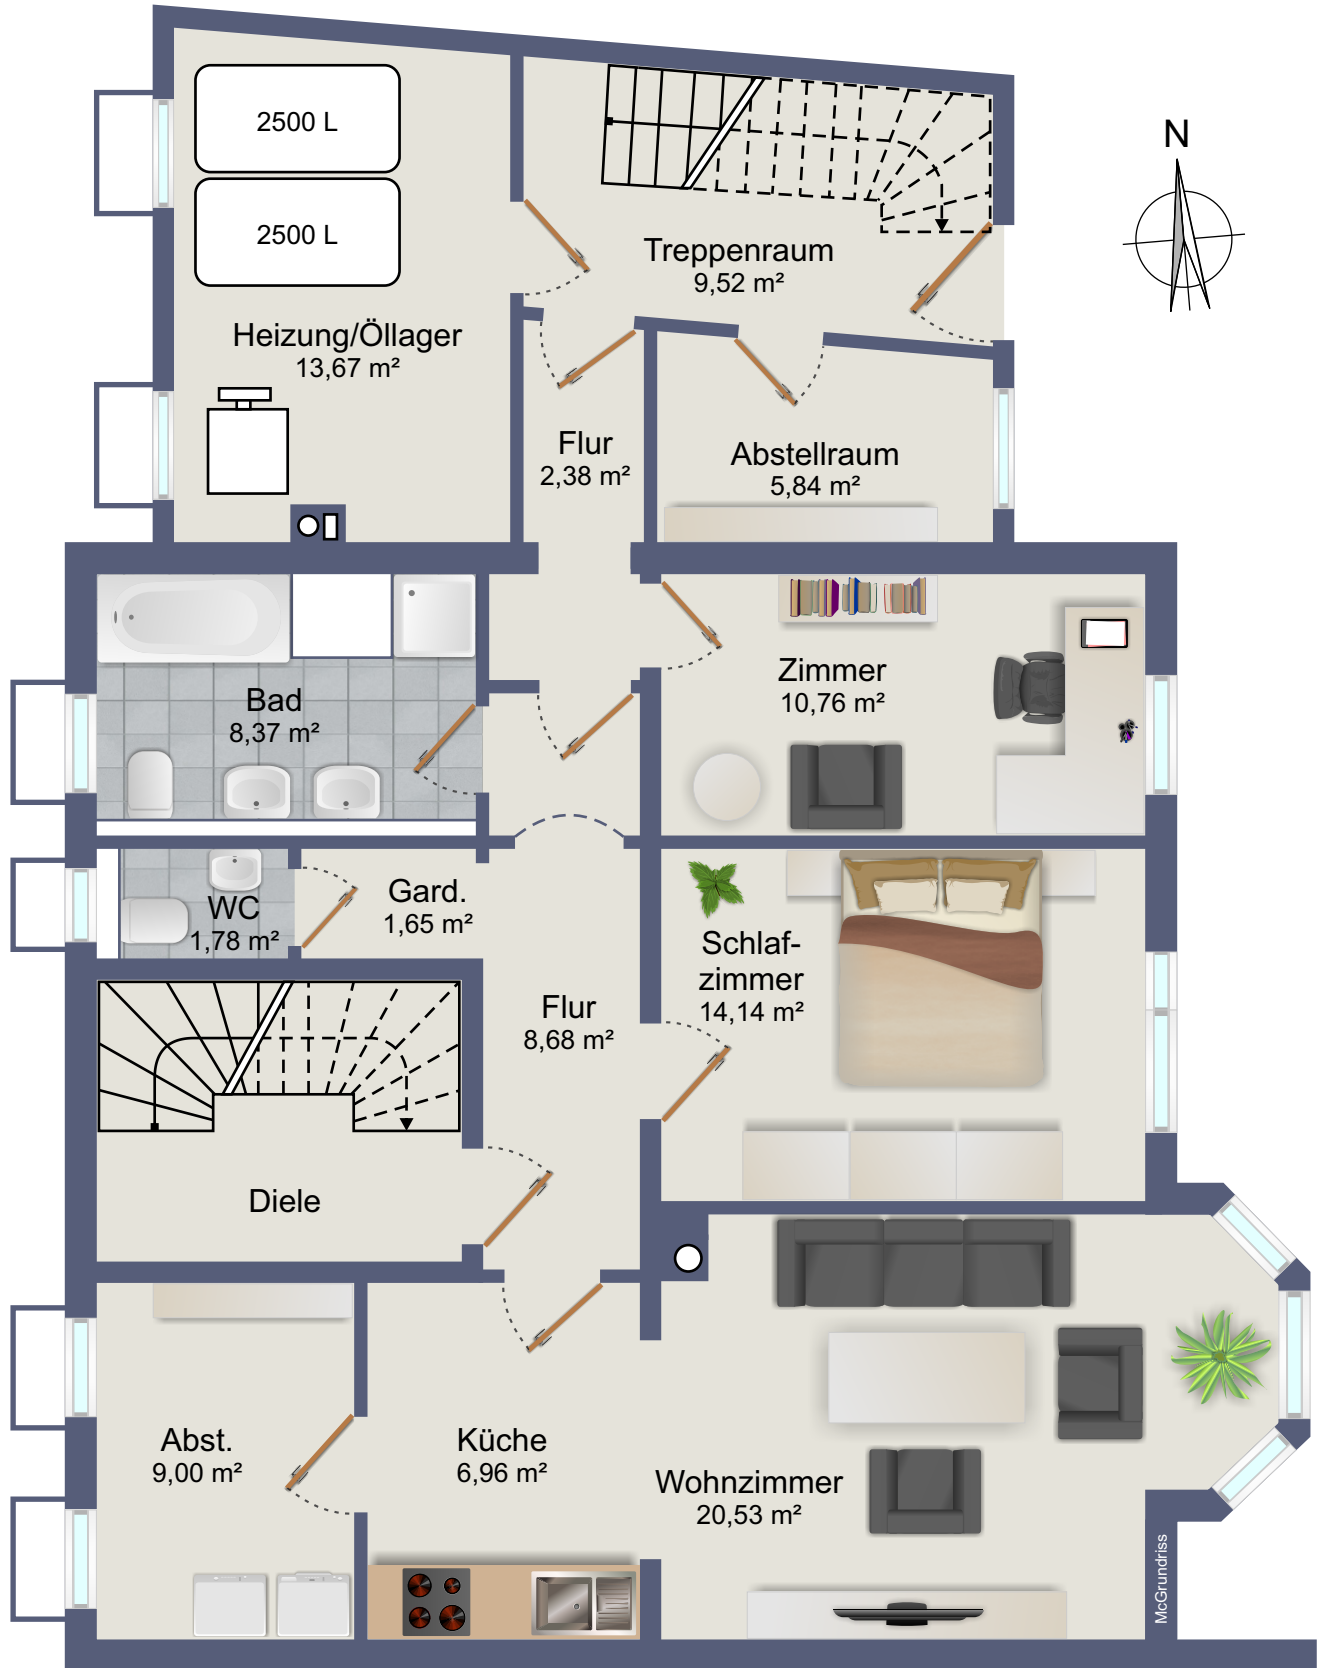 N
2500 L
2500 L
Treppenraum
9,52 m²
Heizung/Öllager
13,67 m²
Flur
2,38 m²
Abstellraum
5,84 m²
Bad
8,37 m²
Zimmer
10,76 m²
WC
1,78 m²
Gard.
1,65 m²
Schlaf-
zimmer
14,14 m²
Flur
8,68 m²
Diele
Abst.
9,00 m²
Küche
6,96 m²
Wohnzimmer
20,53 m²
McGrundriss